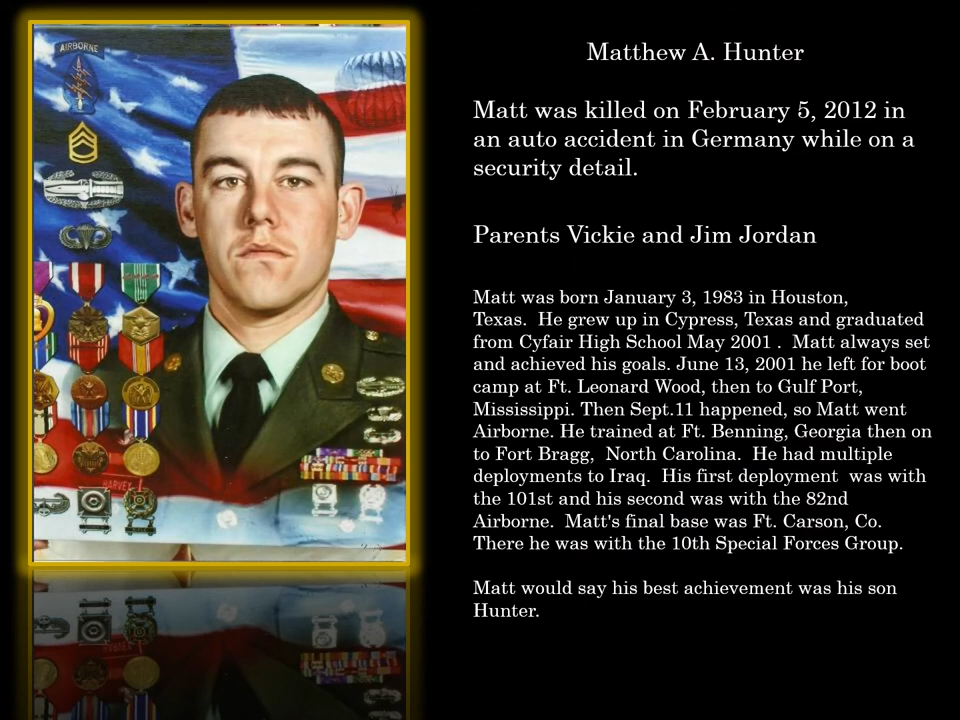 AIRBORNE
HARVEY
Matthew A. Hunter
Matt was killed on February 5, 2012 in
an auto accident in Germany while on a
security detail.
Parents Vickie and Jim Jordan
Matt was born January 3, 1983 in Houston,
Texas.  He grew up in Cypress, Texas and graduated
from Cyfair High School May 2001 .  Matt always set
and achieved his goals. June 13, 2001 he left for boot
camp at Ft. Leonard Wood, then to Gulf Port,
Mississippi. Then Sept.11 happened, so Matt went
Airborne. He trained at Ft. Benning, Georgia then on
to Fort Bragg,  North Carolina.  He had multiple
deployments to Iraq.  His first deployment  was with
the 101st and his second was with the 82nd
Airborne.  Matt's final base was Ft. Carson, Co.
There he was with the 10th Special Forces Group.
Matt would say his best achievement was his son
Hunter.